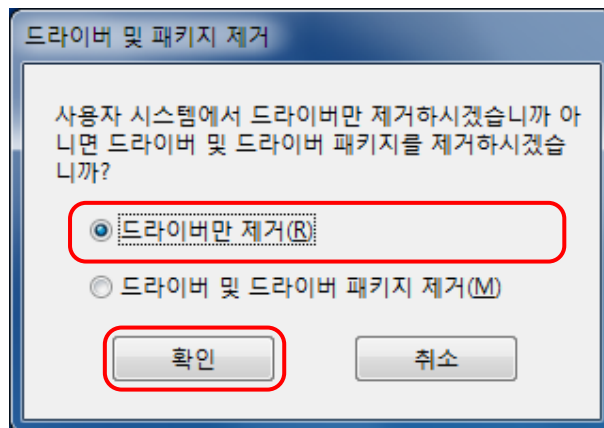 드라이버 및 패키지 제거
사용자 시스템에서 드라이버만 제거하시겠습니까 아
니면 드라이버 및 드라이버 패키지를 제거하시겠습
니까?
드라이버만 제거(R)
드라이버 및 드라이버 패키지 제거(M)
확인 취소